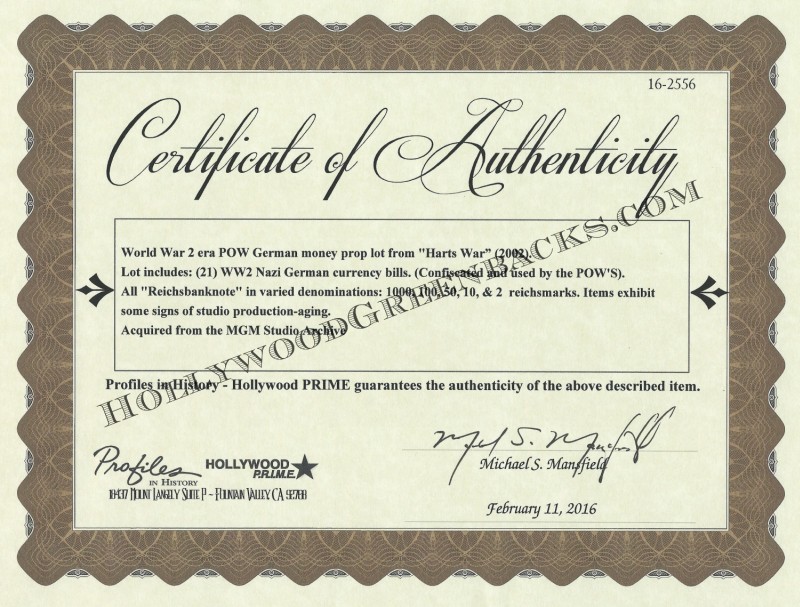 16-2556
Certificate of Authenticity
World War 2 era POW German money prop lot from "Harts War" (2002).
Lot includes: (21) WW2 Nazi German currency bills. (Confiscated and used by the POW'S).
All "Reichsbanknote" in varied denominations: 1000, 100, 50, 10, & 2 reichsmarks. Items exhibit
some signs of studio production-aging.
Acquired from the MGM Studio Archive
HOLLYWOODGREENBACKS.COM
Profiles in History - Hollywood PRIME guarantees the authenticity of the above described item.
Michael S. Mansfield
Profiles
IN HISTORY
HOLLYWOOD
P.R.I.M.E.
MOUNT LANGELY SUITE P - FOUNTAIN VALLEY, CA
February 11, 2016